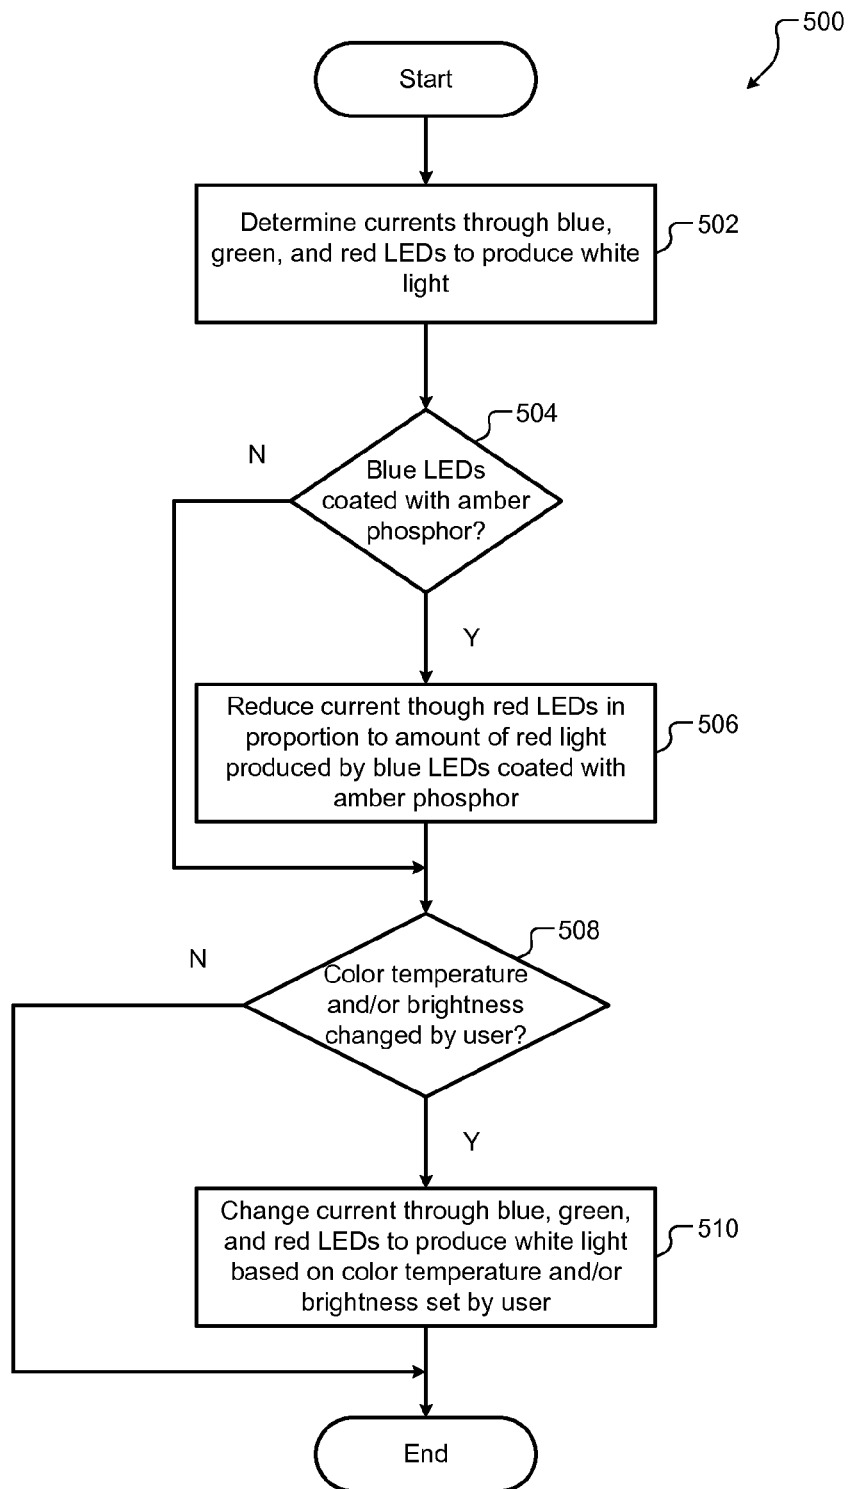 500
Start
Determine currents through blue,
green, and red LEDs to produce white
light
502
504
N
Blue LEDs
coated with amber
phosphor?
Y
Reduce current though red LEDs in
proportion to amount of red light
produced by blue LEDs coated with
amber phosphor
506
508
N
Color temperature
and/or brightness
changed by user?
Y
Change current through blue, green,
and red LEDs to produce white light
based on color temperature and/or
brightness set by user
510
End